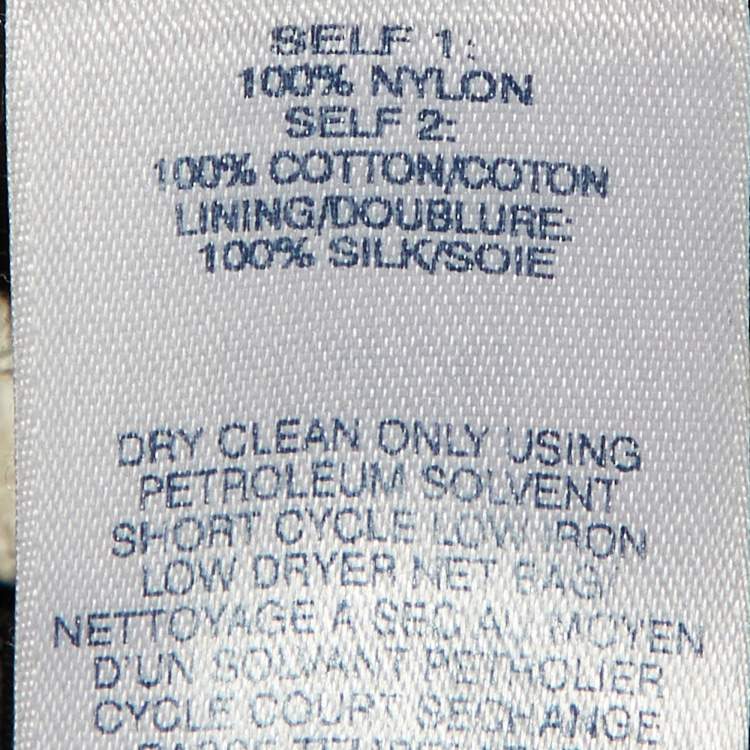 SELF 1:
100% NYLON
SELF 2:
100% COTTON/COTON
LINING/DOUBLURE:
100% SILK/SOIE
DRY CLEAN ONLY USING
PETROLEUM SOLVENT
SHORT CYCLE LOW IRON
LOW DRYER NET BAG/
NETTOYAGE A SEC AU MOYEN
D'UN SOLVANT PETROLIER
CYCLE COURT SECHANGE